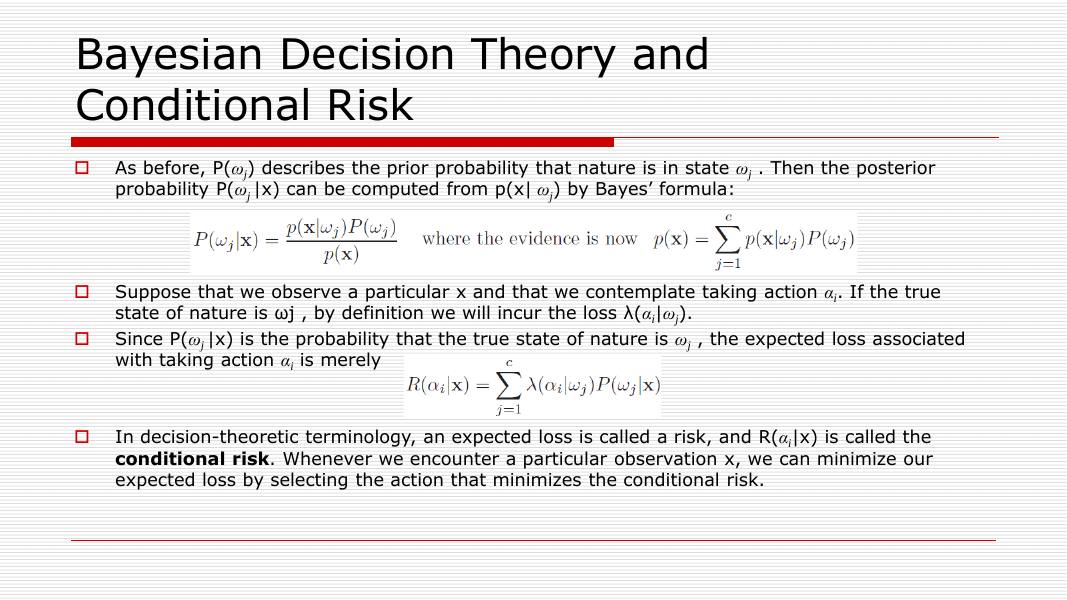 Bayesian Decision Theory and
Conditional Risk
As before, P(ωj) describes the prior probability that nature is in state ωj . Then the posterior
probability P(ωj|x) can be computed from p(x| ωj) by Bayes’ formula:
P(ωj|x) = p(x|ωj)P(ωj) / p(x) where the evidence is now p(x) = ∑_{j=1}^{c} p(x|ωj)P(ωj)
Suppose that we observe a particular x and that we contemplate taking action αi. If the true
state of nature is ωj , by definition we will incur the loss λ(αi|ωj).
Since P(ωj|x) is the probability that the true state of nature is ωj , the expected loss associated
with taking action αi is merely
R(αi|x) = ∑_{j=1}^{c} λ(αi|ωj)P(ωj|x)
In decision-theoretic terminology, an expected loss is called a risk, and R(αi|x) is called the
conditional risk. Whenever we encounter a particular observation x, we can minimize our
expected loss by selecting the action that minimizes the conditional risk.